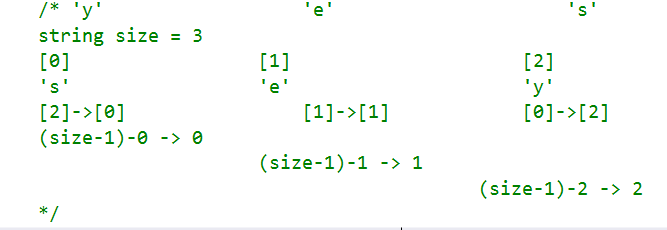 /* 'y' 'e' 's'
string size = 3
[0] [1] [2]
's' 'e' 'y'
[2]->[0] [1]->[1] [0]->[2]
(size-1)-0 -> 0
(size-1)-1 -> 1
(size-1)-2 -> 2
*/